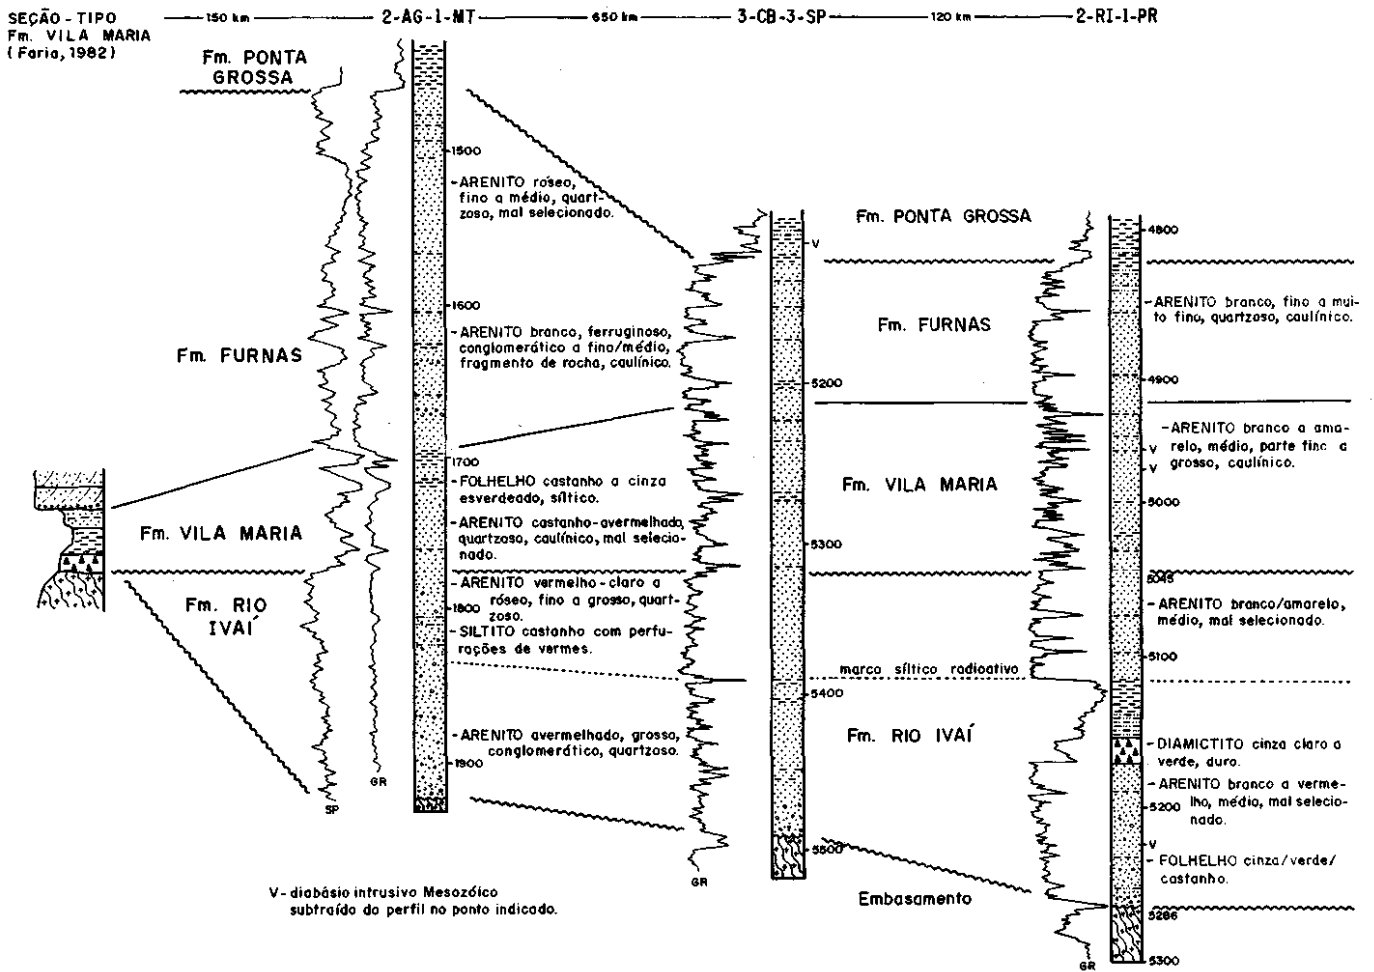 SEÇÃO-TIPO
Fm. VILA MARIA
(Faria, 1982)
150 km
2-AG-1-MT
650 km
3-CB-3-SP
120 km
2-RI-1-PR
Fm. PONTA
GROSSA
Fm. FURNAS
Fm. VILA MARIA
Fm. RIO
IVAÍ
SP
GR
1500
-ARENITO róseo,
fino a médio, quart-
zoso, mal selecionado.
1600
-ARENITO branco, ferruginoso,
conglomerático a fino/médio,
fragmento de rocha, caulínico.
1700
-FOLHELHO castanho a cinza
esverdeado, síltico.
-ARENITO castanho-avermelhado,
quartzoso, caulínico, mal selecio-
nado.
-ARENITO vermelho-claro a
róseo, fino a grosso, quart-
zoso.
1800
-SILTITO castanho com perfu-
rações de vermes.
-ARENITO avermelhado, grosso,
conglomerático, quartzoso.
1900
GR
V
5200
5300
5400
5500
Fm. PONTA GROSSA
Fm. FURNAS
Fm. VILA MARIA
marco síltico radioativo
Fm. RIO IVAÍ
Embasamento
GR
4800
-ARENITO branco, fino a mui-
to fino, quartzoso, caulínico.
4900
-ARENITO branco a ama-
relo, médio, parte fino a
grosso, caulínico.
V
V
5000
5045
-ARENITO branco/amarelo,
médio, mal selecionado.
5100
-DIAMICTITO cinza claro a
verde, duro.
-ARENITO branco a verme-
lho, médio, mal selecio-
nado.
5200
V
-FOLHELHO cinza/verde/
castanho.
5286
5300
V-diabásio intrusivo Mesozóico
subtraído do perfil no ponto indicado.